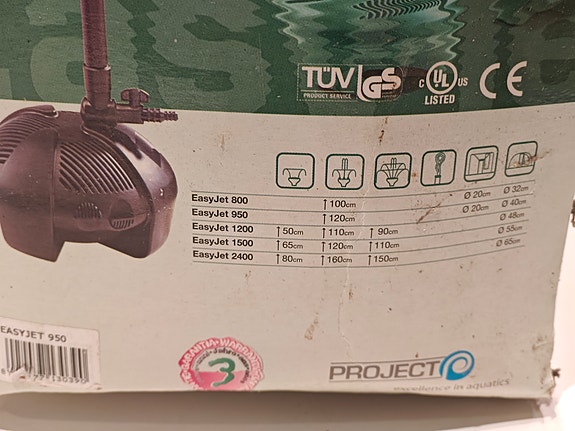 TÜV GS
PRODUCT SERVICE
C UL US
LISTED
CE
EasyJet 800 100cm Ø 20cm Ø 32cm
EasyJet 950 120cm Ø 20cm Ø 40cm
EasyJet 1200 50cm 110cm 90cm Ø 48cm
EasyJet 1500 65cm 120cm 110cm Ø 55cm
EasyJet 2400 80cm 160cm 150cm Ø 65cm
EASYJET 950
GARANTIA WARRANTY
3
PROJECT
excellence in aquatics